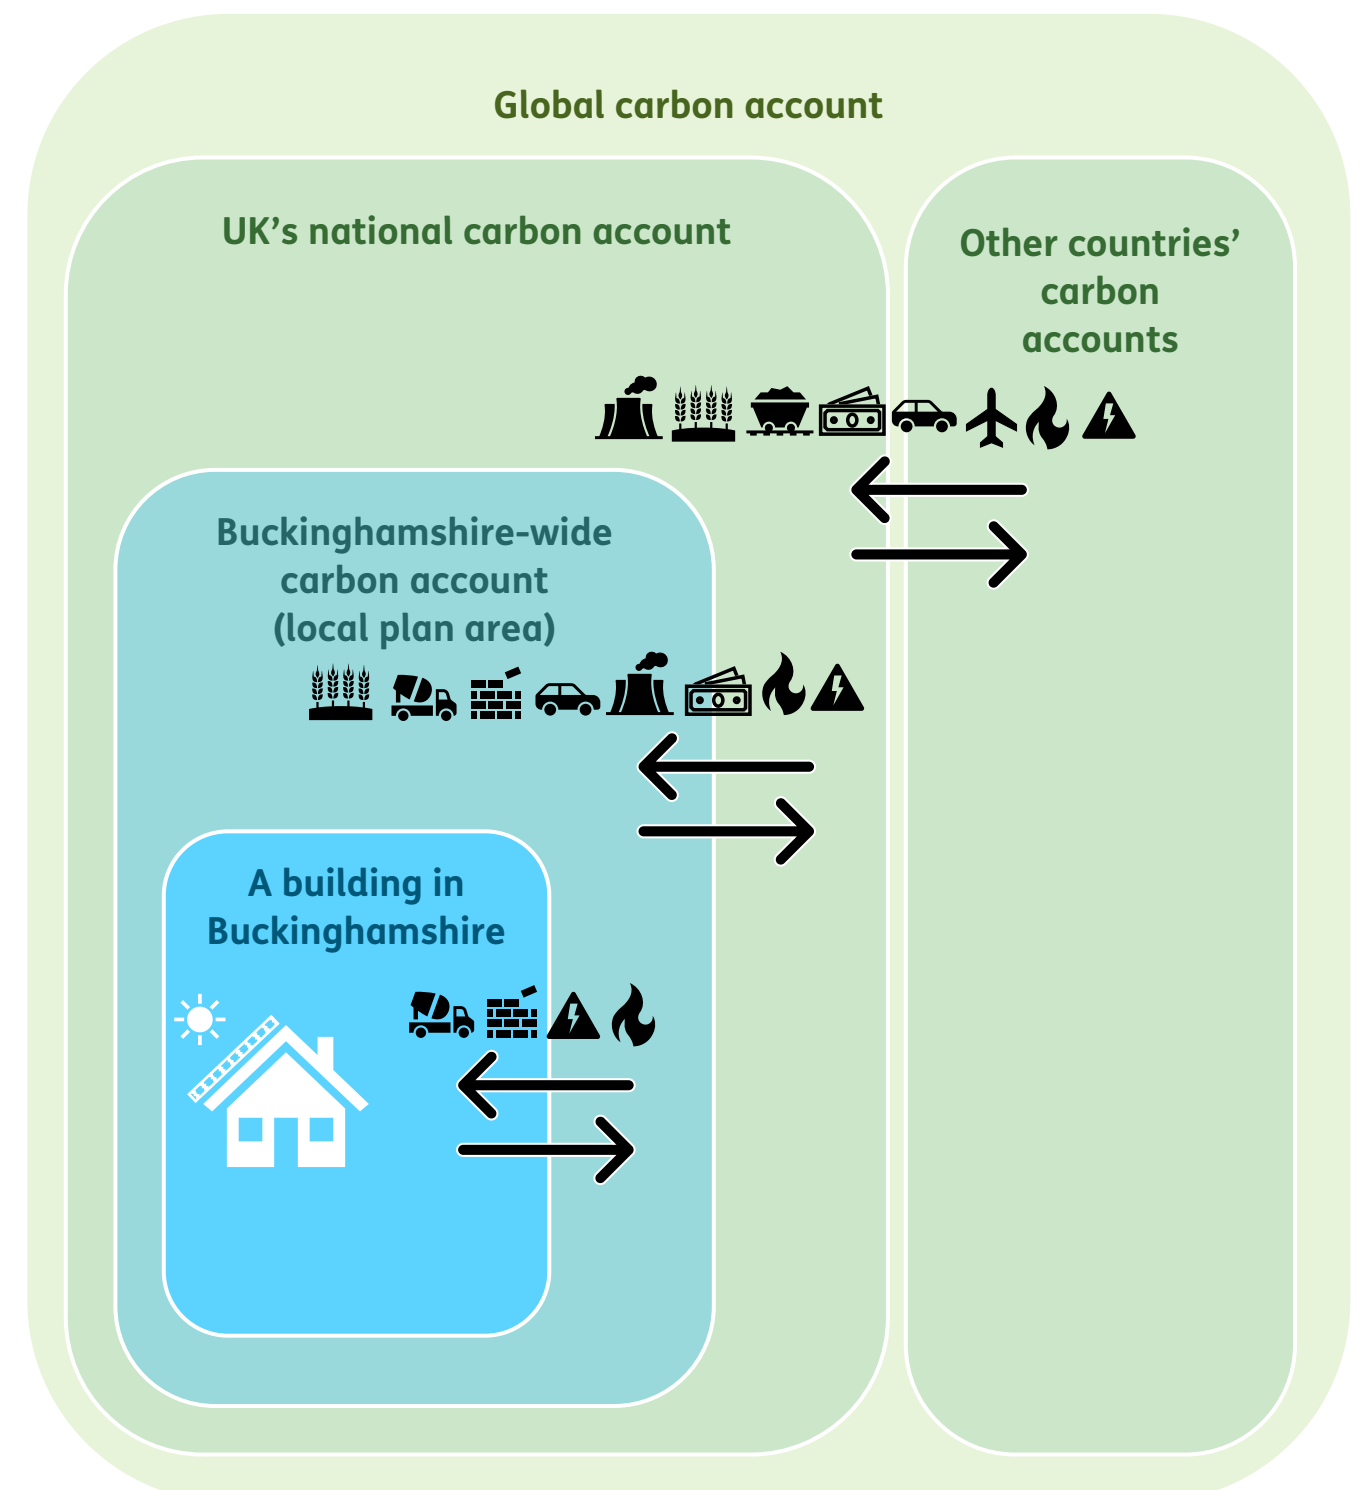 Global carbon account
UK’s national carbon account
Other countries’
carbon
accounts
Buckinghamshire-wide
carbon account
(local plan area)
A building in
Buckinghamshire